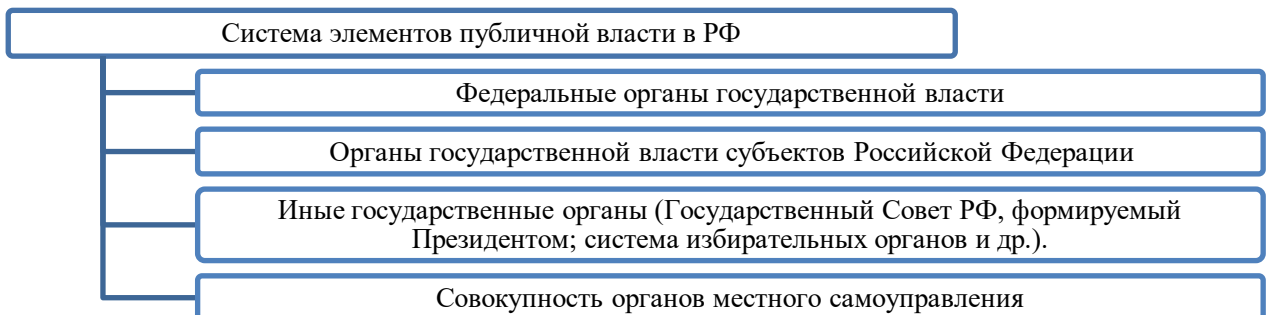 Система элементов публичной власти в РФ
Федеральные органы государственной власти
Органы государственной власти субъектов Российской Федерации
Иные государственные органы (Государственный Совет РФ, формируемый
Президентом; система избирательных органов и др.).
Совокупность органов местного самоуправления